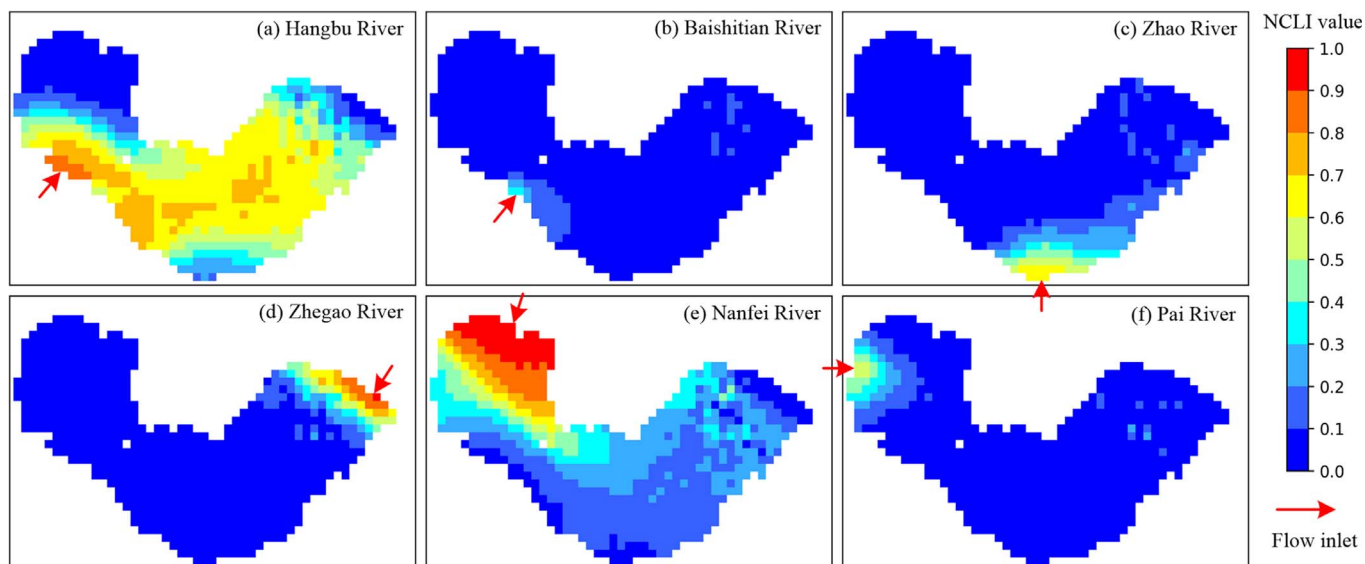 (a) Hangbu River
(b) Baishitian River
(c) Zhao River
(d) Zhegao River
(e) Nanfei River
(f) Pai River
NCLI value
1.0
0.9
0.8
0.7
0.6
0.5
0.4
0.3
0.2
0.1
0.0
Flow inlet